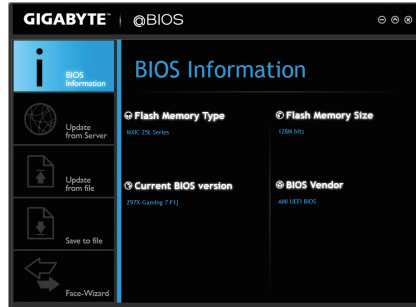 GIGABYTE™ @BIOS
BIOS
Information
BIOS Information
Update
from Server
Flash Memory Type
MXIC 25L Series
Flash Memory Size
128M bits
Update
from file
Current BIOS version
Z97X-Gaming 7 F1j
BIOS Vendor
AMI UEFI BIOS
Save to file
Face-Wizard